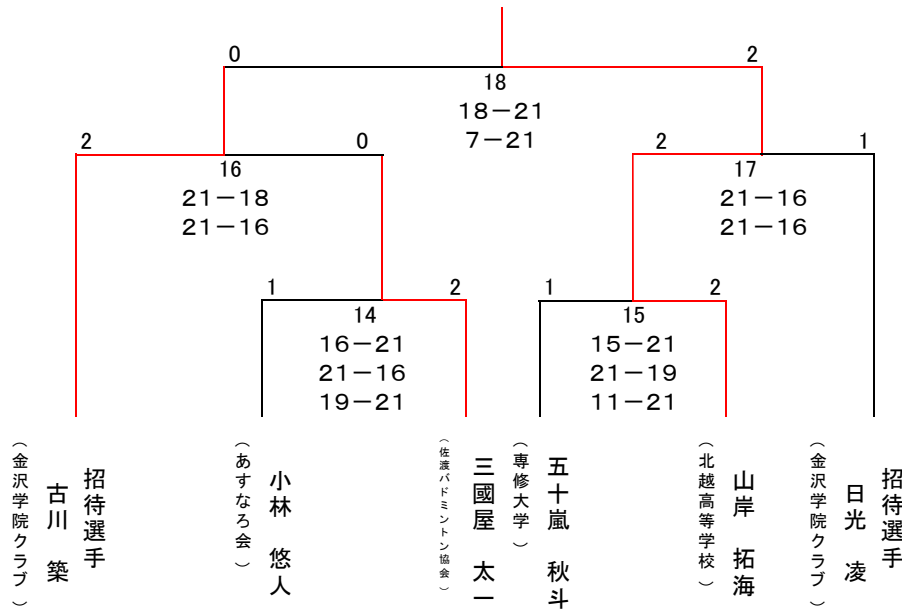 0
2
18
18－21
7－21
2
0
16
21－18
21－16
2
1
17
21－16
21－16
1
2
14
16－21
21－16
19－21
1
2
15
15－21
21－19
11－21
招待選手
古川　築
（金沢学院クラブ）
小林　悠人
（あすなろ会）
三國屋　太一
（佐渡バドミントン協会）
五十嵐　秋斗
（専修大学）
山岸　拓海
（北越高等学校）
招待選手
日光　凌
（金沢学院クラブ）